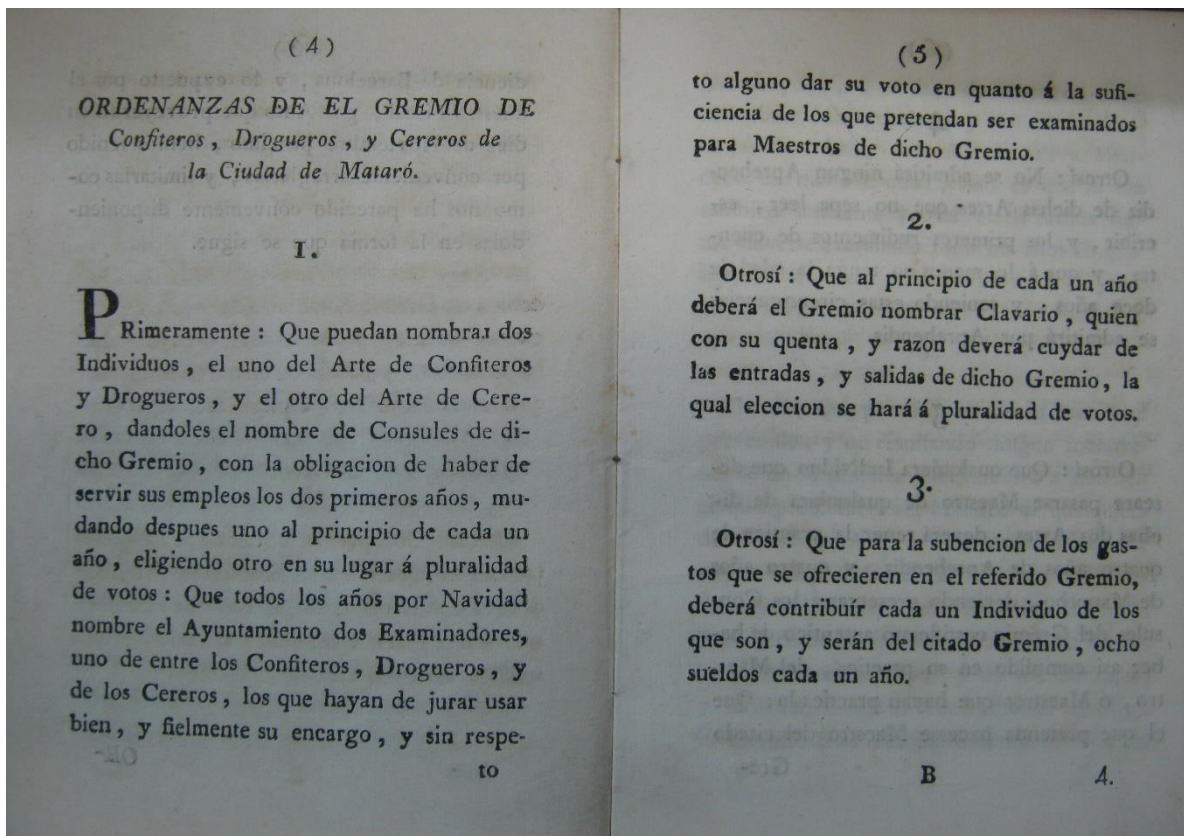 (4)
ORDENANZAS DE EL GREMIO DE
Confiteros, Drogueros, y Cereros de
la Ciudad de Mataró.
I.
PRimeramente: Que puedan nombrar dos
Individuos, el uno del Arte de Confiteros
y Drogueros, y el otro del Arte de Cere-
ro, dandoles el nombre de Consules de di-
cho Gremio, con la obligacion de haber de
servir sus empleos los dos primeros años, mu-
dando despues uno al principio de cada un
año, eligiendo otro en su lugar á pluralidad
de votos: Que todos los años por Navidad
nombre el Ayuntamiento dos Examinadores,
uno de entre los Confiteros, Drogueros, y
de los Cereros, los que hayan de jurar usar
bien, y fielmente su encargo, y sin respe-
to
(5)
to alguno dar su voto en quanto á la sufi-
ciencia de los que pretendan ser examinados
para Maestros de dicho Gremio.
2.
Otrosí: Que al principio de cada un año
deberá el Gremio nombrar Clavario, quien
con su quenta, y razon deverá cuydar de
las entradas, y salidas de dicho Gremio, la
qual eleccion se hará á pluralidad de votos.
3.
Otrosí: Que para la subencion de los gas-
tos que se ofrecieren en el referido Gremio,
deberá contribuír cada un Individuo de los
que son, y serán del citado Gremio, ocho
sueldos cada un año.
B 4.